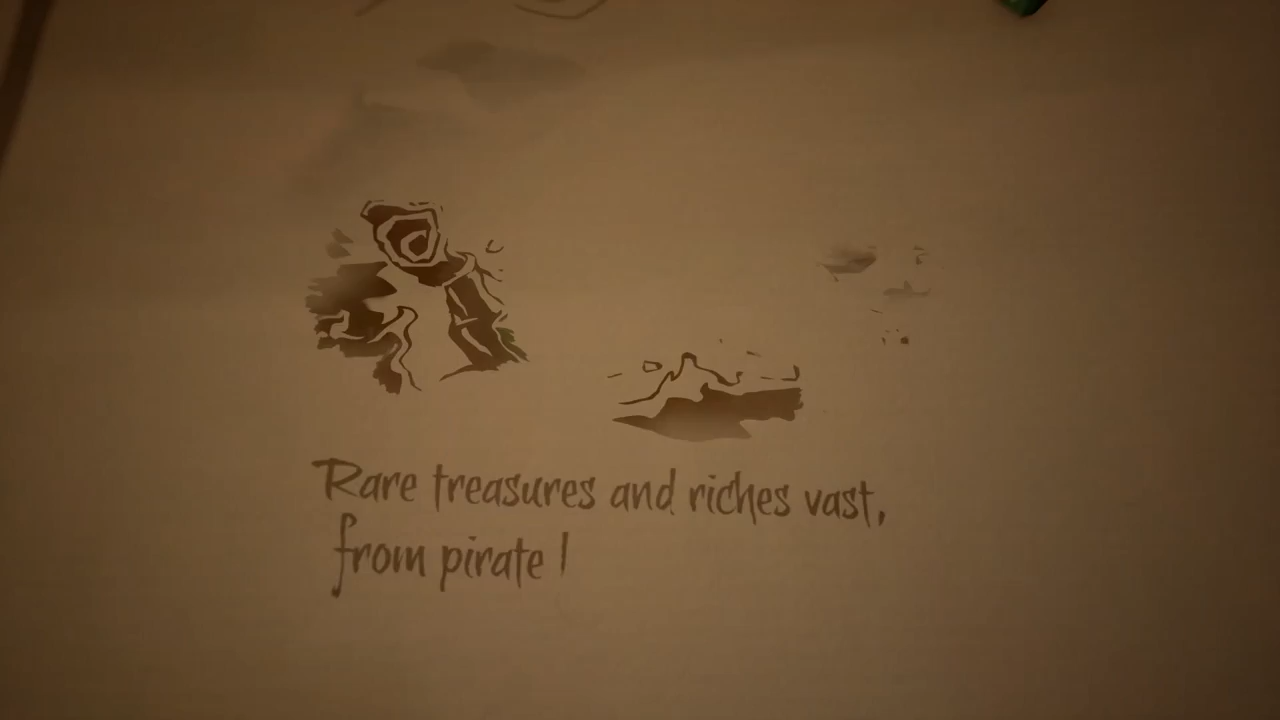 Rare treasures and riches vast,
from pirate